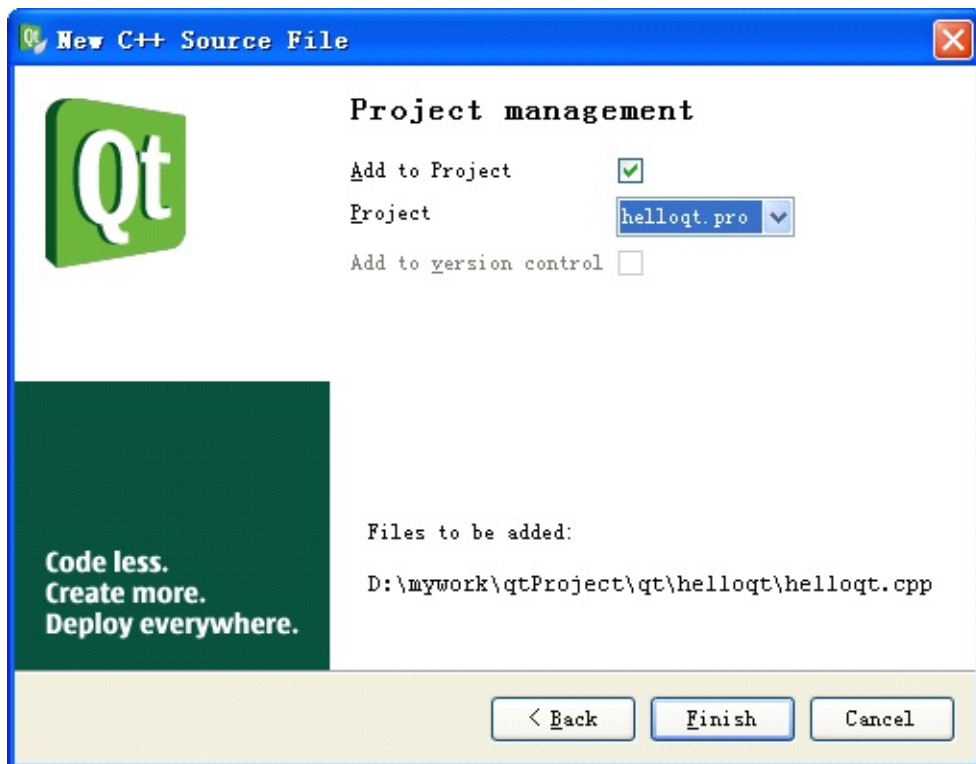 Qt New C++ Source File
Qt
Project management
Add to Project
Project helloqt.pro
Add to version control
Files to be added:
D:\mywork\qtProject\qt\helloqt\helloqt.cpp
Code less.
Create more.
Deploy everywhere.
< Back Finish Cancel